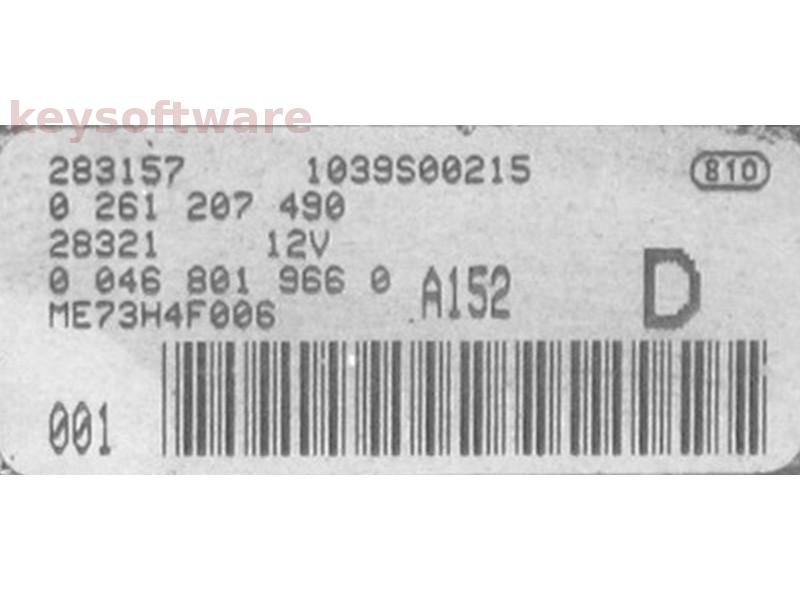 keysoftware
283157 1039S00215 810
0 261 207 490
28321 12V
0 046 801 966 0 A152 D
ME73H4F006
001